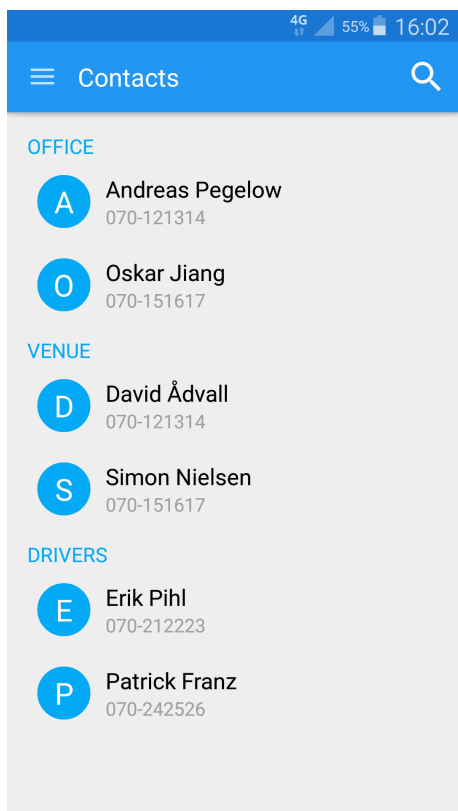 4G 55% 16:02
Contacts
OFFICE
A
Andreas Pegelow
070-121314
O
Oskar Jiang
070-151617
VENUE
D
David Ådvall
070-121314
S
Simon Nielsen
070-151617
DRIVERS
E
Erik Pihl
070-212223
P
Patrick Franz
070-242526